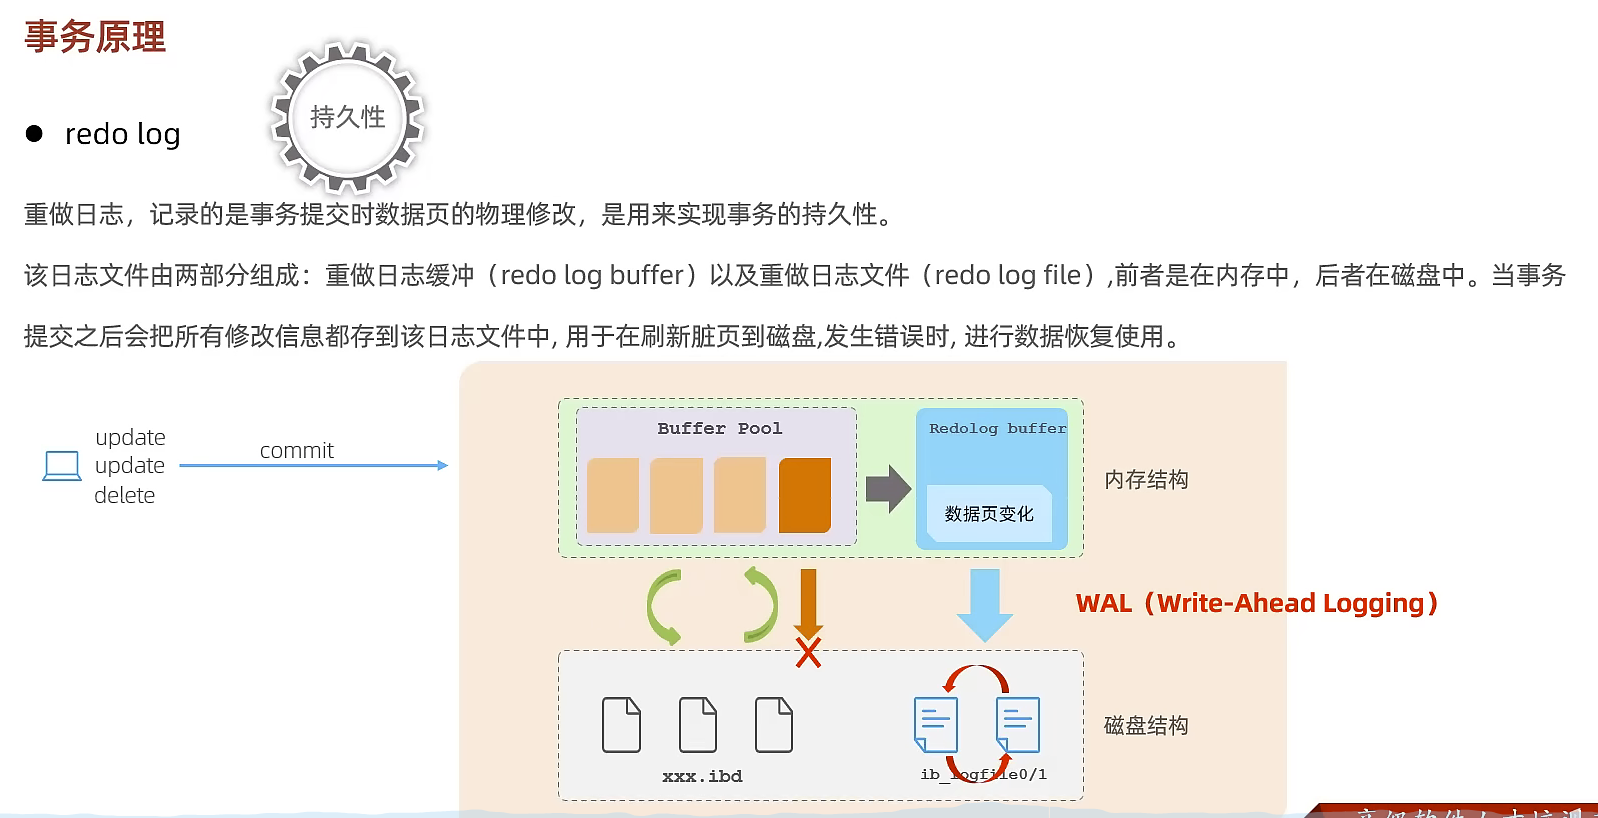 事务原理
持久性
redo log
重做日志，记录的是事务提交时数据页的物理修改，是用来实现事务的持久性。
该日志文件由两部分组成：重做日志缓冲（redo log buffer）以及重做日志文件（redo log file）,前者是在内存中，后者在磁盘中。当事务
提交之后会把所有修改信息都存到该日志文件中, 用于在刷新脏页到磁盘,发生错误时, 进行数据恢复使用。
update
update
delete
commit
Buffer Pool
Redolog buffer
数据页变化
内存结构
WAL（Write-Ahead Logging）
磁盘结构
xxx.ibd
ib_logfile0/1